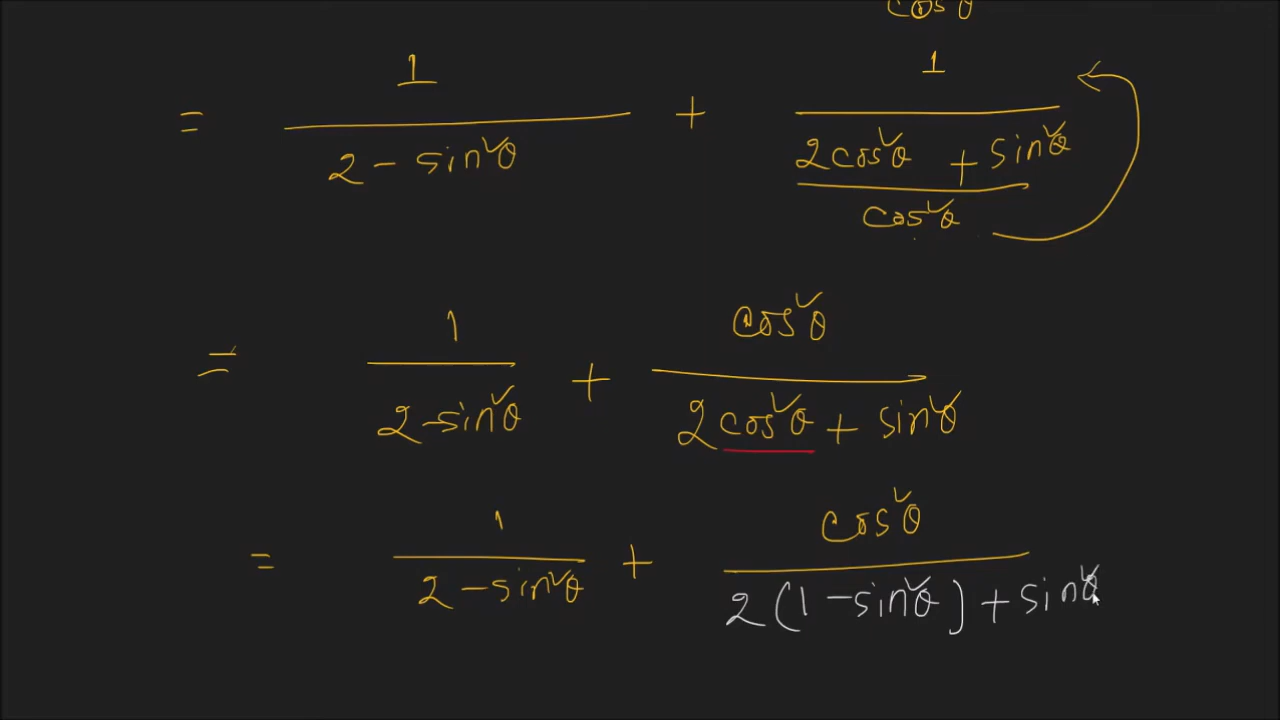 cos θ
= 1 / (2 - sin²θ) + 1 / ((2cos²θ + sin²θ) / cos²θ)
= 1 / (2 - sin²θ) + cos²θ / (2cos²θ + sin²θ)
= 1 / (2 - sin²θ) + cos²θ / (2(1 - sin²θ) + sin²θ)